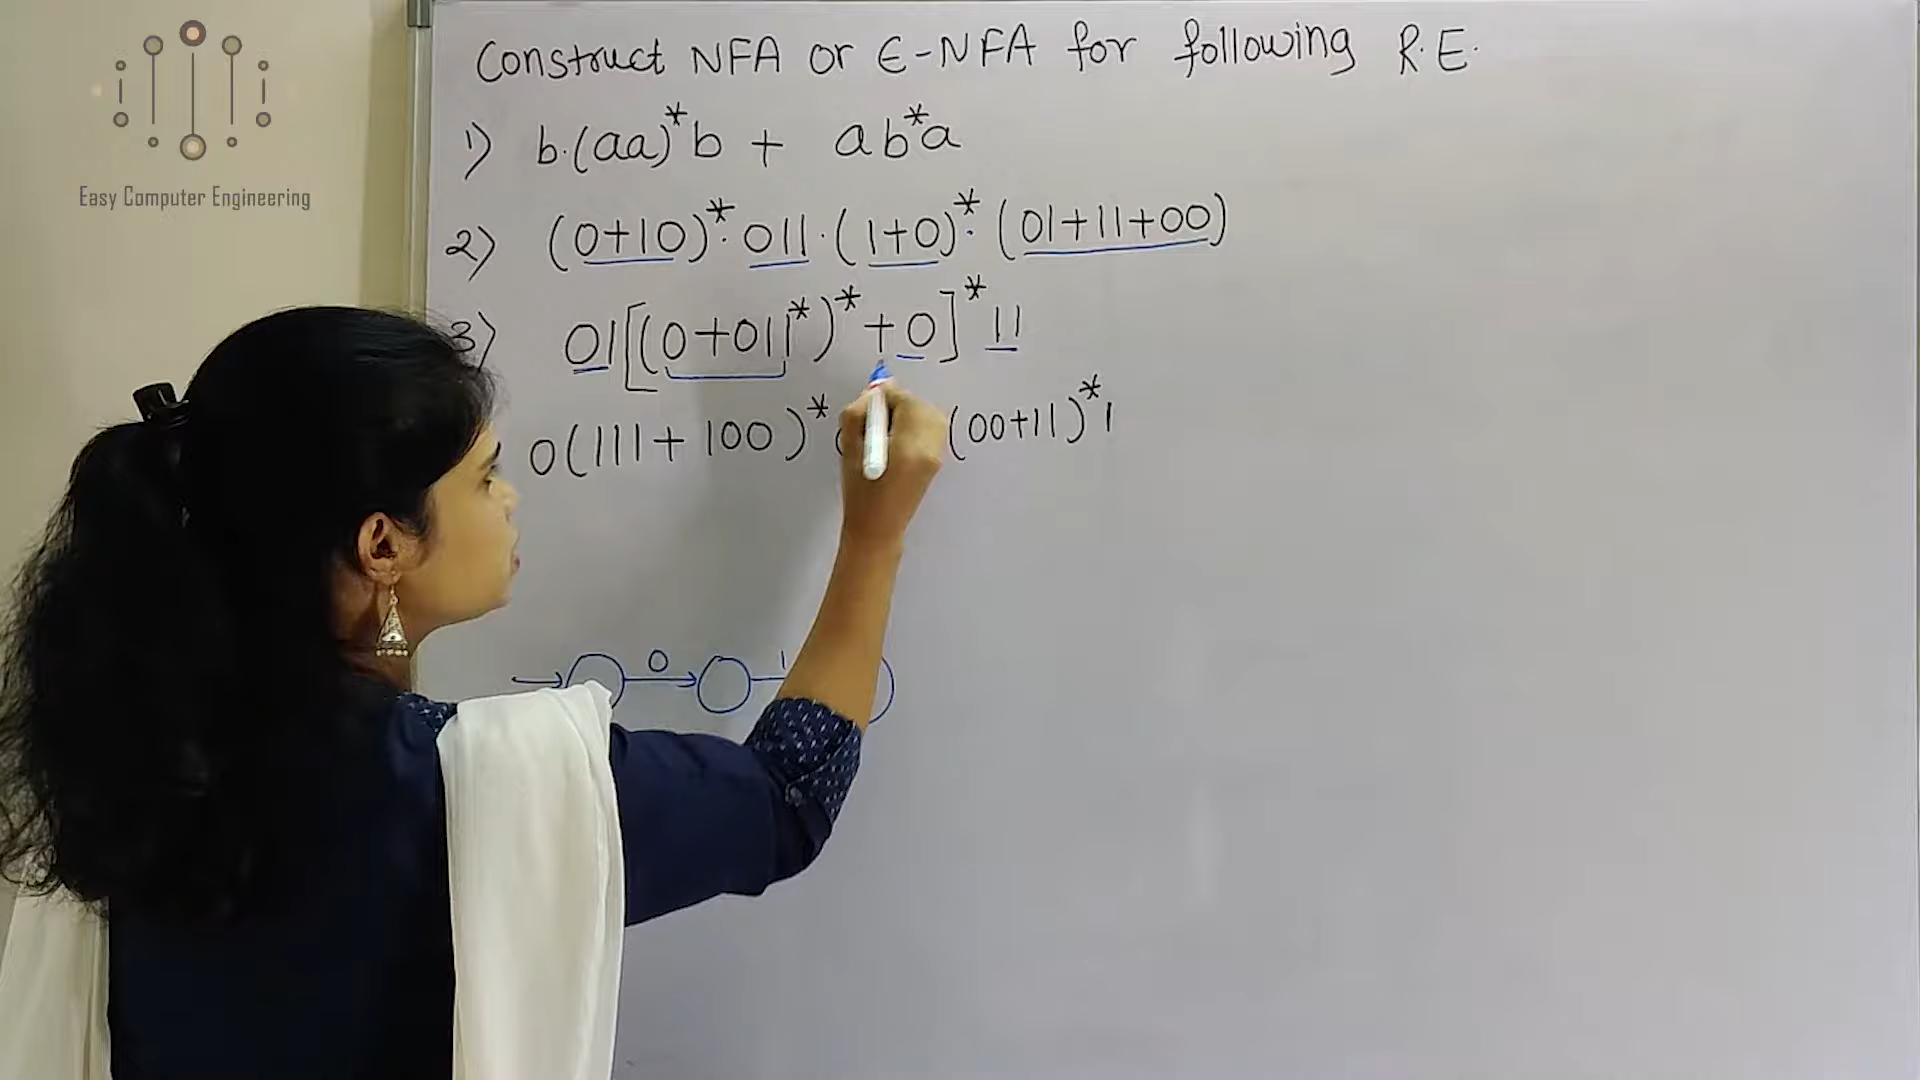 Easy Computer Engineering
Construct NFA or ϵ-NFA for following R.E.
1) b.(aa)*b + ab*a
2) (0+10)*.011.(1+0)*.(01+11+00)
3) 01[(0+011*)*+0]*11
0(111+100)* (00+11)*1
0 1